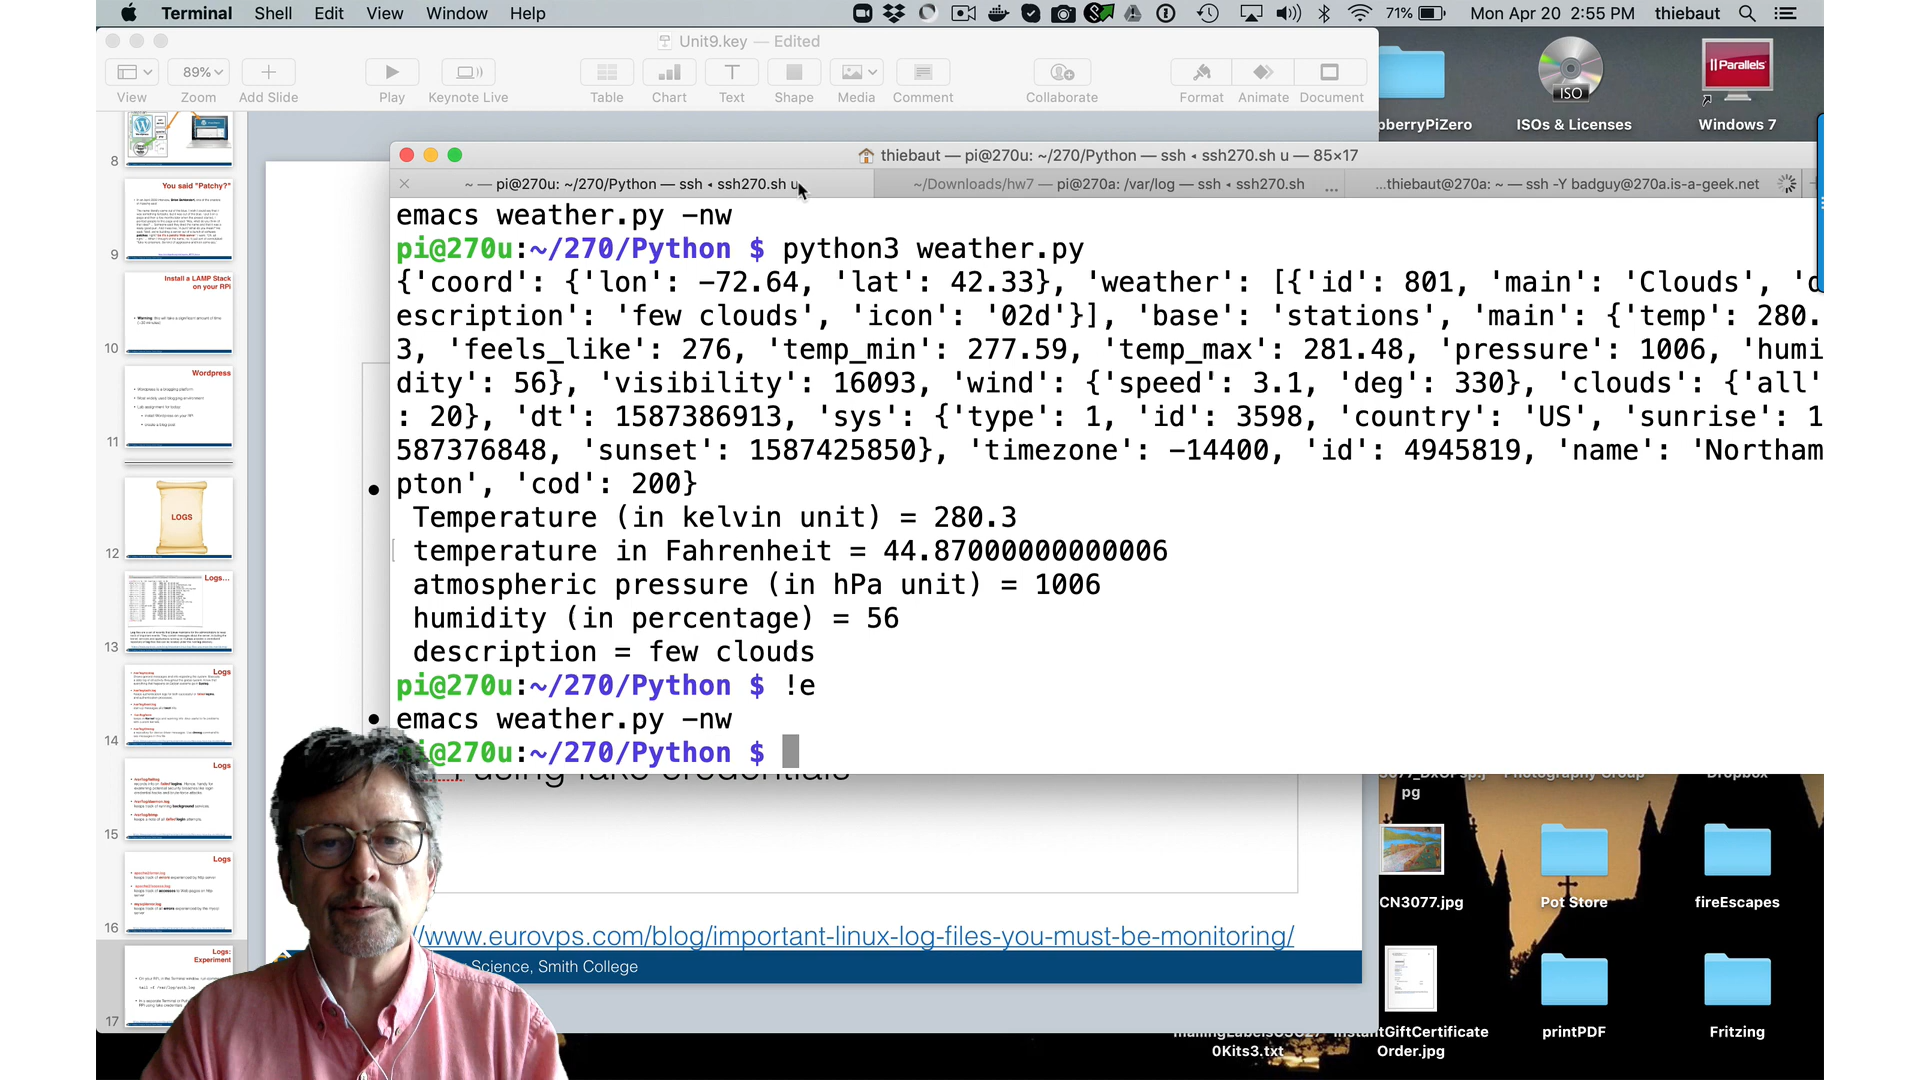 Terminal Shell Edit View Window Help
71% Mon Apr 20 2:55 PM thiebaut
Unit9.key — Edited
89%
View Zoom Add Slide Play Keynote Live Table Chart Text Shape Media Comment Collaborate Format Animate Document
thiebaut — pi@270u: ~/270/Python — ssh ◂ ssh270.sh u — 85×17
~ — pi@270u: ~/270/Python — ssh ◂ ssh270.sh u
~/Downloads/hw7 — pi@270a: /var/log — ssh ◂ ssh270.sh ...
...thiebaut@270a: ~ — ssh -Y badguy@270a.is-a-geek.net
emacs weather.py -nw
pi@270u:~/270/Python $ python3 weather.py
{'coord': {'lon': -72.64, 'lat': 42.33}, 'weather': [{'id': 801, 'main': 'Clouds', 'd
escription': 'few clouds', 'icon': '02d'}], 'base': 'stations', 'main': {'temp': 280.
3, 'feels_like': 276, 'temp_min': 277.59, 'temp_max': 281.48, 'pressure': 1006, 'humi
dity': 56}, 'visibility': 16093, 'wind': {'speed': 3.1, 'deg': 330}, 'clouds': {'all'
: 20}, 'dt': 1587386913, 'sys': {'type': 1, 'id': 3598, 'country': 'US', 'sunrise': 1
587376848, 'sunset': 1587425850}, 'timezone': -14400, 'id': 4945819, 'name': 'Northam
pton', 'cod': 200}
Temperature (in kelvin unit) = 280.3
temperature in Fahrenheit = 44.87000000000006
atmospheric pressure (in hPa unit) = 1006
humidity (in percentage) = 56
description = few clouds
pi@270u:~/270/Python $ !e
emacs weather.py -nw
pi@270u:~/270/Python $
using fake credentials
//www.eurovps.com/blog/important-linux-log-files-you-must-be-monitoring/
Science, Smith College
8
You said "Patchy?"
9
Install a LAMP Stack
on your RPi
10
Wordpress
11
LOGS
12
Logs...
13
Logs
14
Logs
15
Logs
16
Logs:
Experiment
17
pberryPiZero
ISO
ISOs & Licenses
Parallels
Windows 7
pg
Photography Group
Dropbox
CN3077.jpg
Pot Store
fireEscapes
0Kits3.txt
stantGiftCertificate
Order.jpg
printPDF
Fritzing